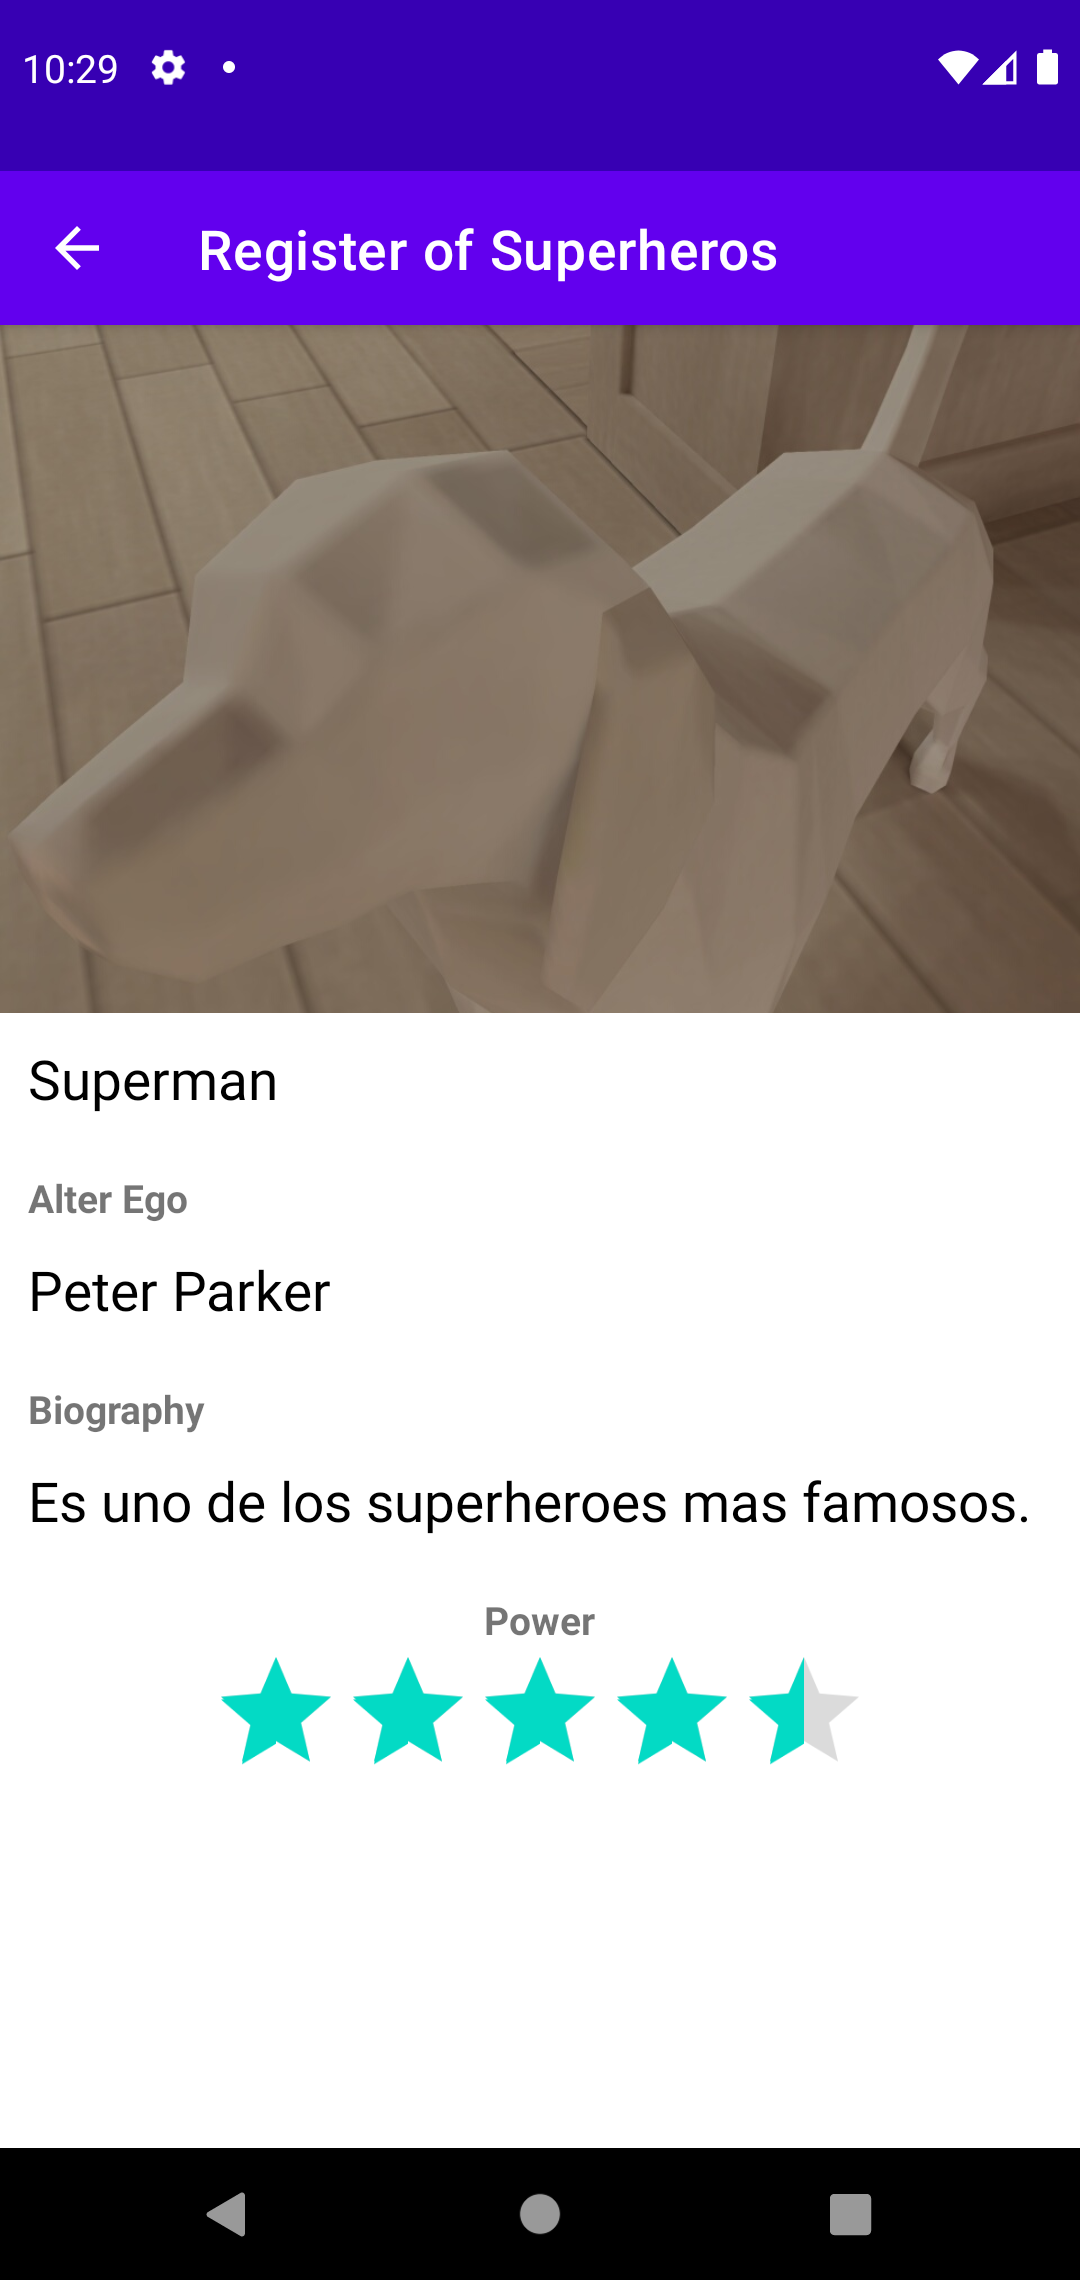 10:29
Register of Superheros
Superman
Alter Ego
Peter Parker
Biography
Es uno de los superheroes mas famosos.
Power